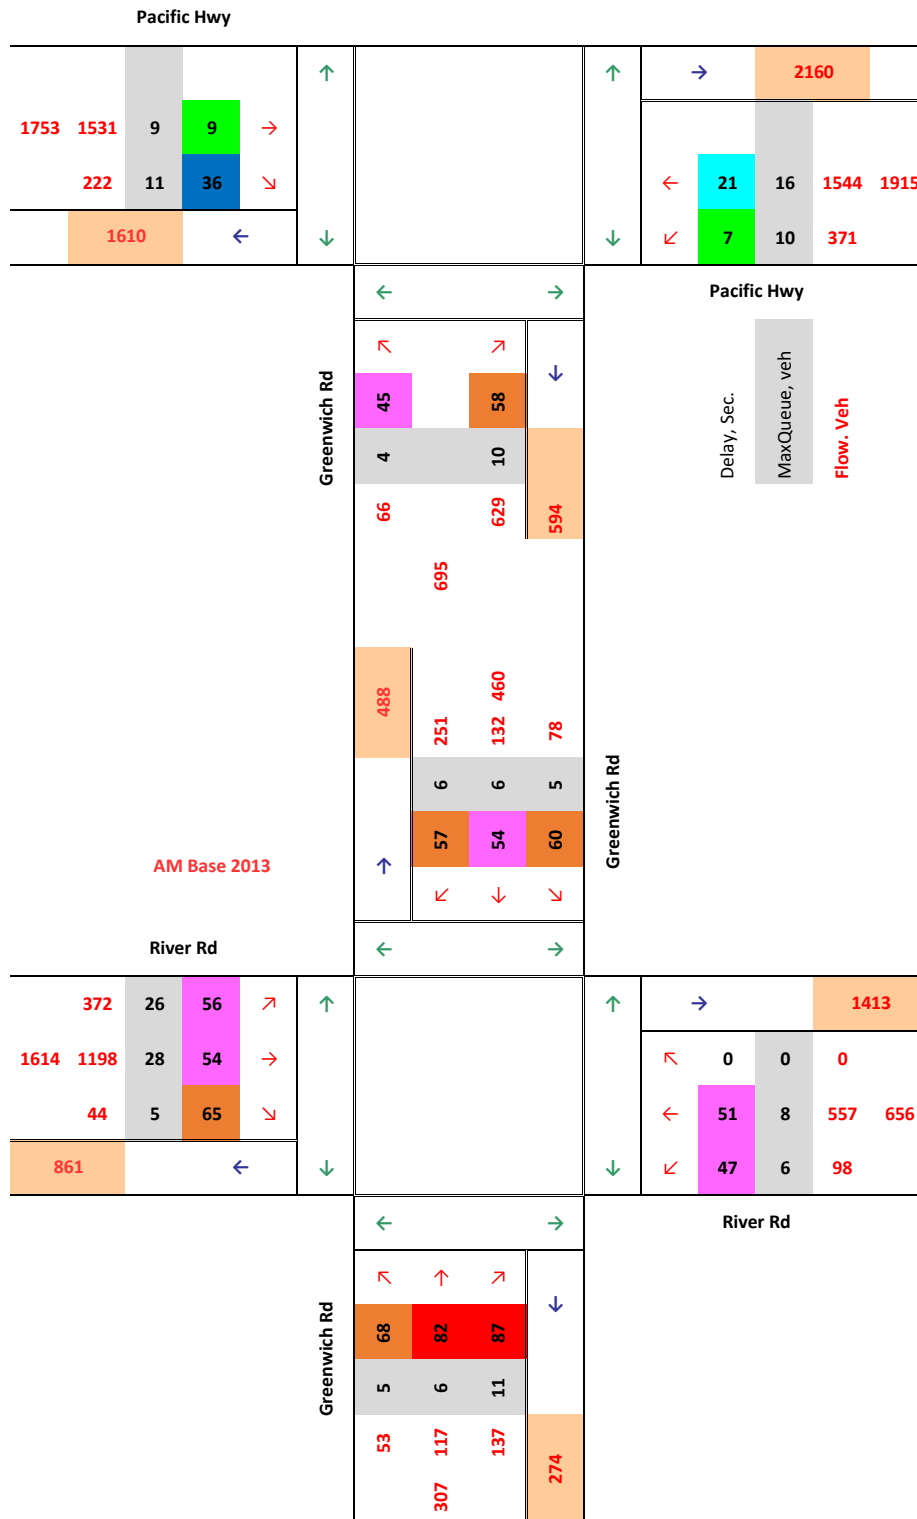 Pacific Hwy
↑ ↑ → 2160
1753 1531 9 9 →
222 11 36 ↘ ← 21 16 1544 1915
1610 ← ↓ ↓ ↙ 7 10 371
← →
Pacific Hwy
↖ ↗ ↓
Greenwich Rd
45 58
4 10
66 629 594
695
Delay, Sec.
MaxQueue, veh
Flow. Veh
488
460
251 132 78
6 6 5
57 54 60
Greenwich Rd
AM Base 2013
↑ ↙ ↓ ↘
River Rd
← →
372 26 56 ↗ ↑ ↑ → 1413
1614 1198 28 54 → ↖ 0 0 0
44 5 65 ↘ ← 51 8 557 656
861 ← ↓ ↓ ↙ 47 6 98
← →
River Rd
↖ ↑ ↗ ↓
Greenwich Rd
68 82 87
5 6 11
53 117 137 274
307